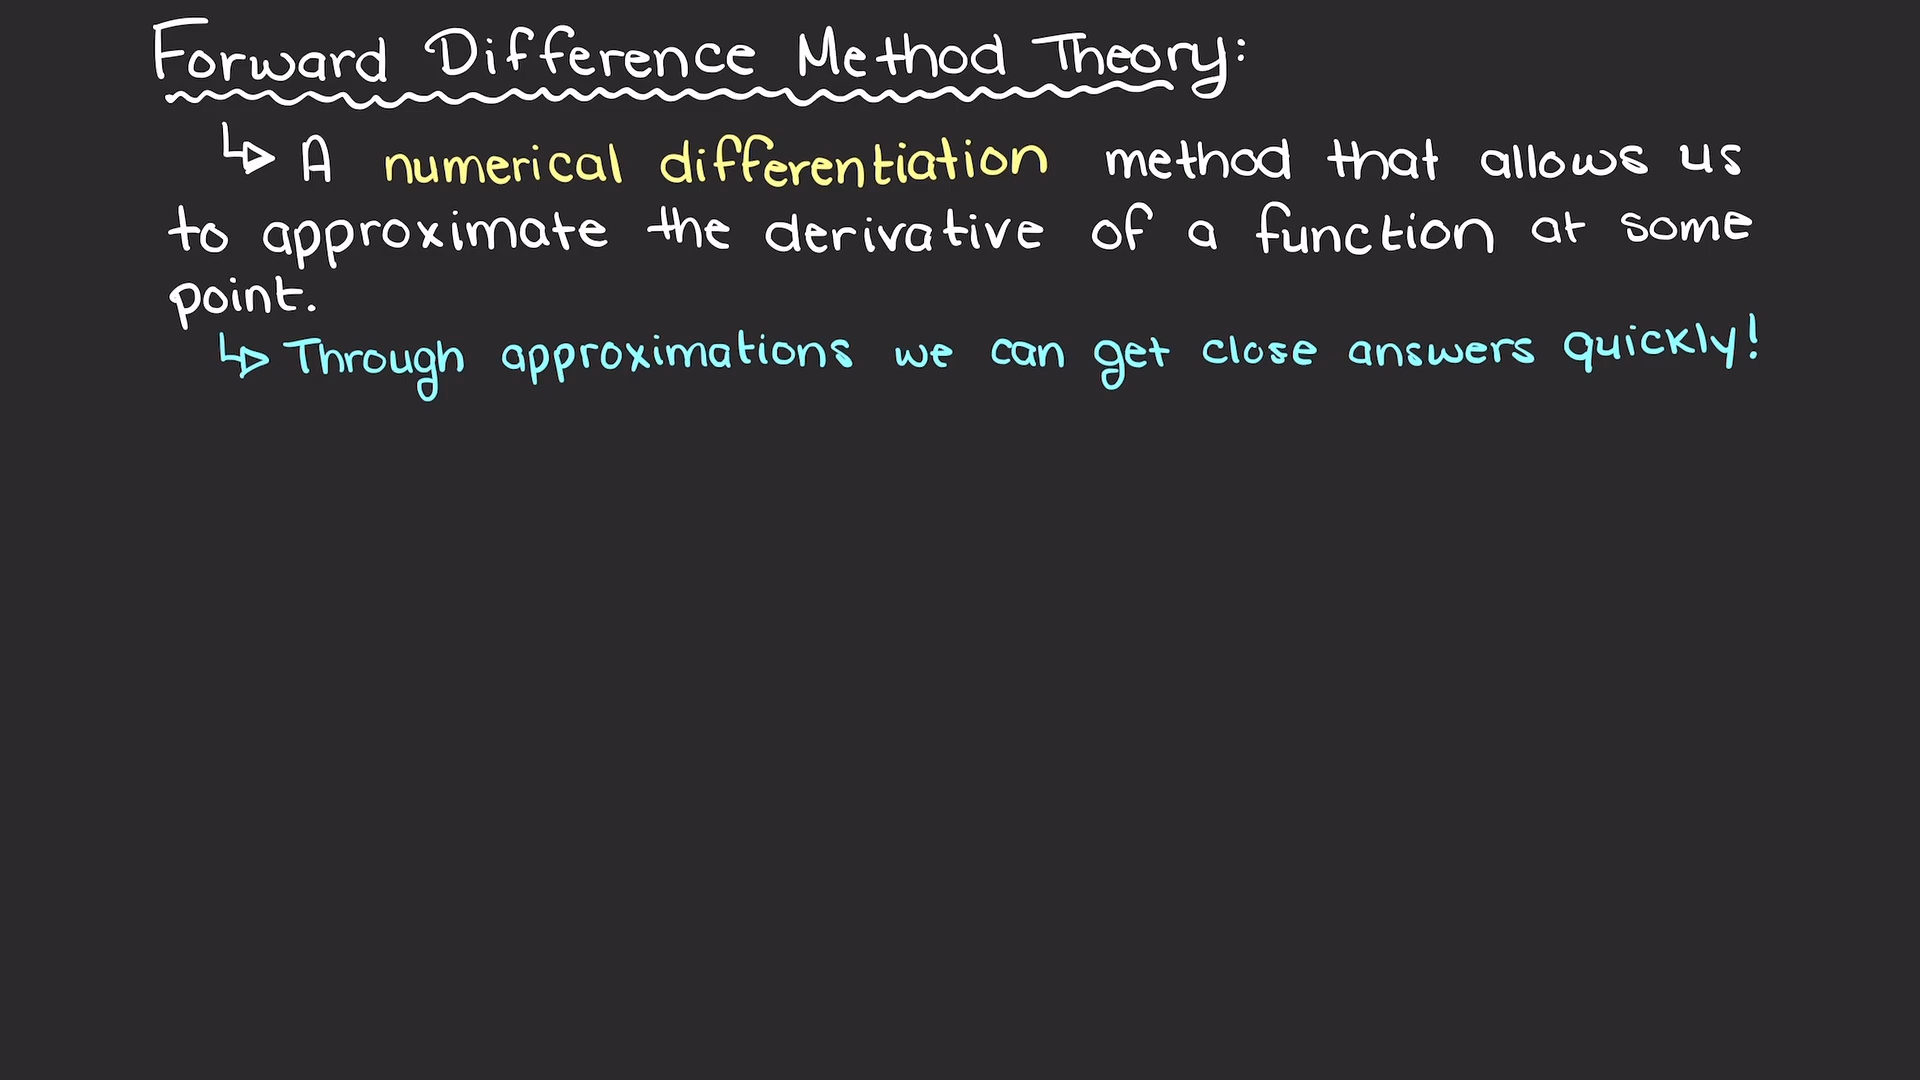 Forward Difference Method Theory:
↳ A numerical differentiation method that allows us
to approximate the derivative of a function at some
point.
↳ Through approximations we can get close answers quickly!